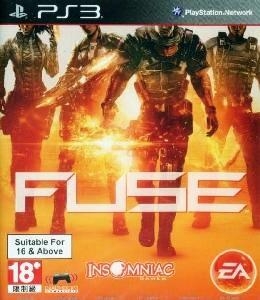 PS3
PlayStation Network
FUSE
Suitable For
16 & Above
18+
限制級
INSOMNIAC
GAMES
EA